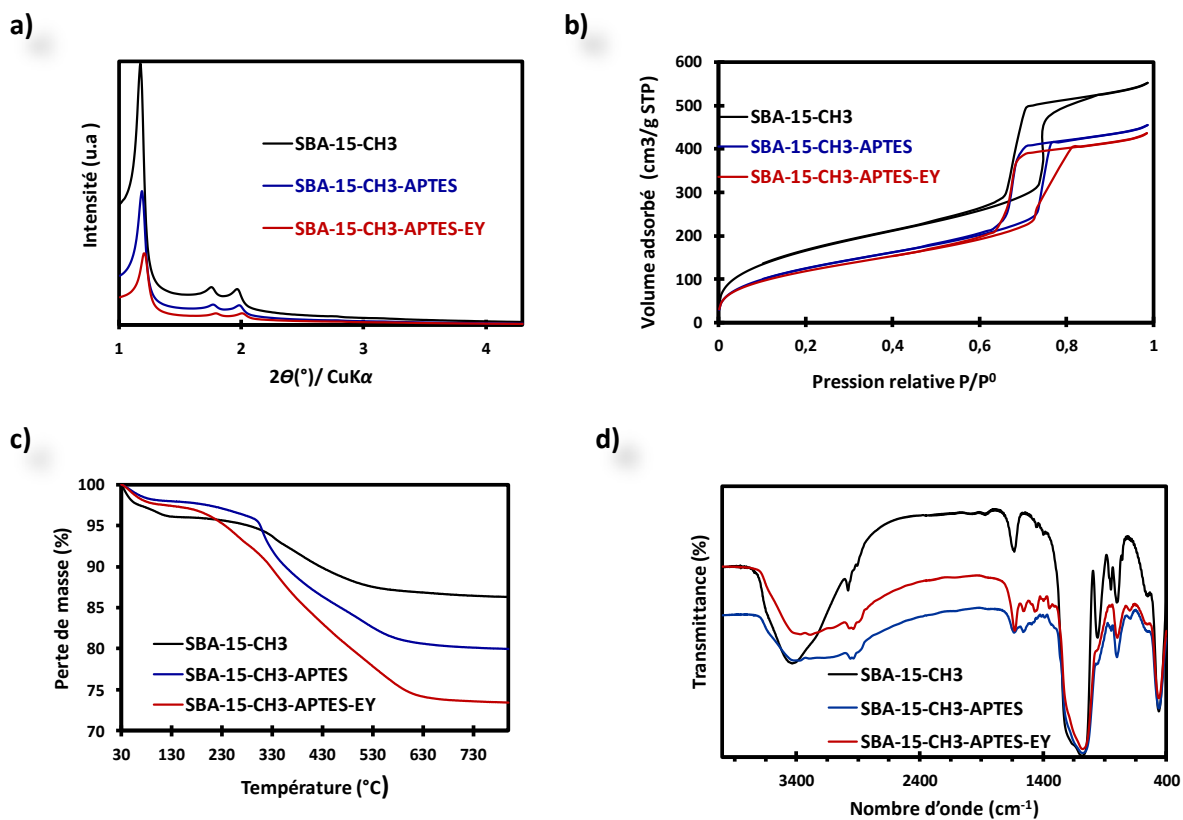 a)
Intensité (u.a )
SBA-15-CH3
SBA-15-CH3-APTES
SBA-15-CH3-APTES-EY
1 2 3 4
2Ɵ(°)/ CuKα
b)
Volume adsorbé (cm3/g STP)
600
500
400
300
200
100
0
SBA-15-CH3
SBA-15-CH3-APTES
SBA-15-CH3-APTES-EY
0 0,2 0,4 0,6 0,8 1
Pression relative P/P⁰
c)
Perte de masse (%)
100
95
90
85
80
75
70
SBA-15-CH3
SBA-15-CH3-APTES
SBA-15-CH3-APTES-EY
30 130 230 330 430 530 630 730
Température (°C)
d)
Transmittance (%)
SBA-15-CH3
SBA-15-CH3-APTES
SBA-15-CH3-APTES-EY
3400 2400 1400 400
Nombre d'onde (cm⁻¹)